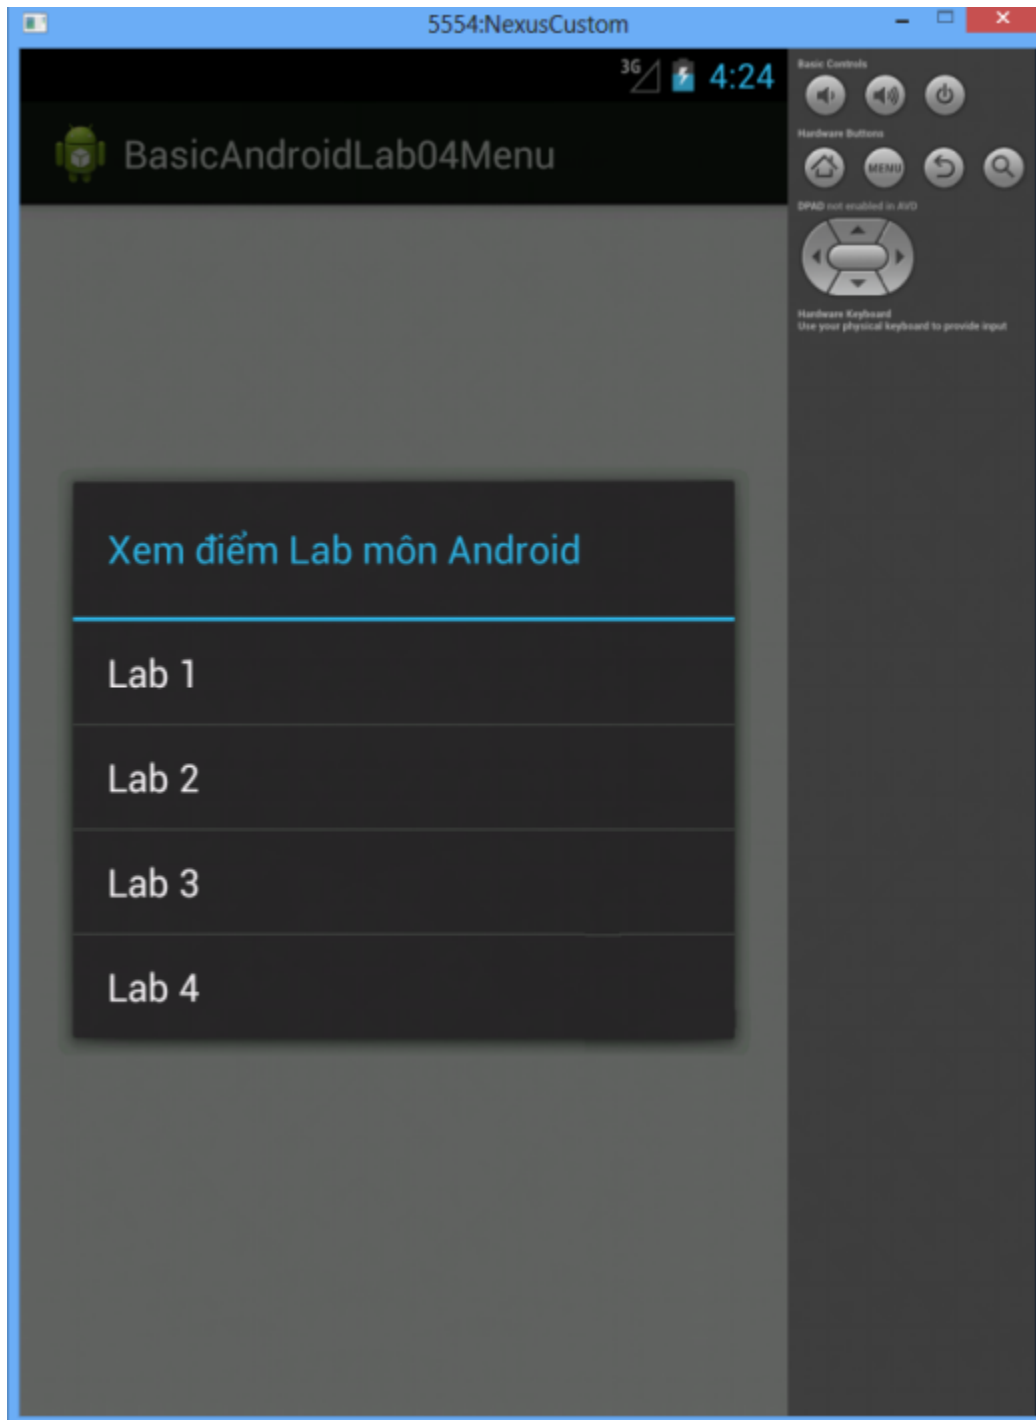 5554:NexusCustom
3G 4:24
BasicAndroidLab04Menu
Xem điểm Lab môn Android
Lab 1
Lab 2
Lab 3
Lab 4
Basic Controls
Hardware Buttons
MENU
DPAD not enabled in AVD
Hardware Keyboard
Use your physical keyboard to provide input